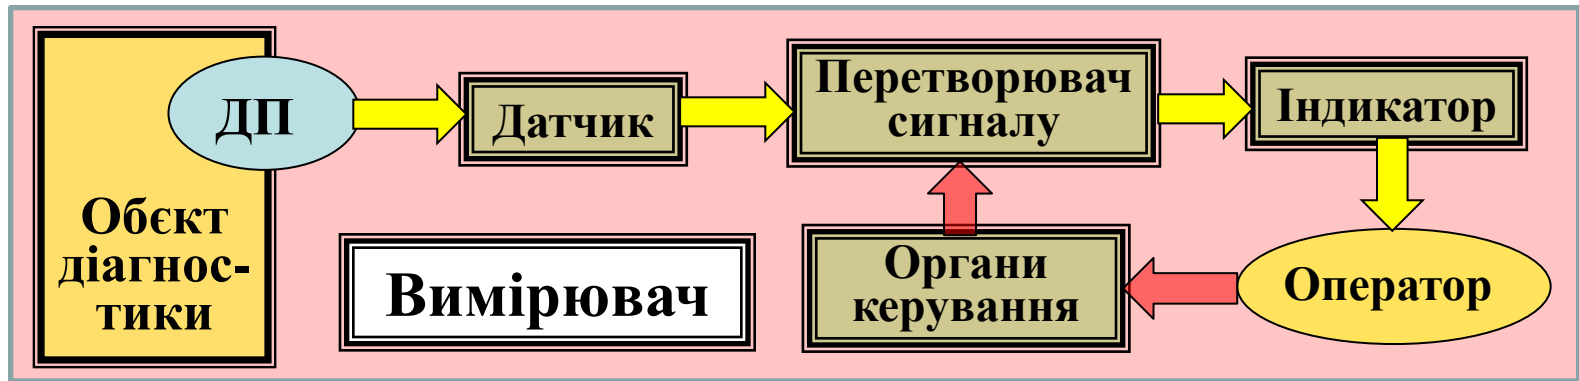 ДП
Обєкт
діагнос-
тики
Датчик
Перетворювач
сигналу
Індикатор
Вимірювач
Органи
керування
Оператор